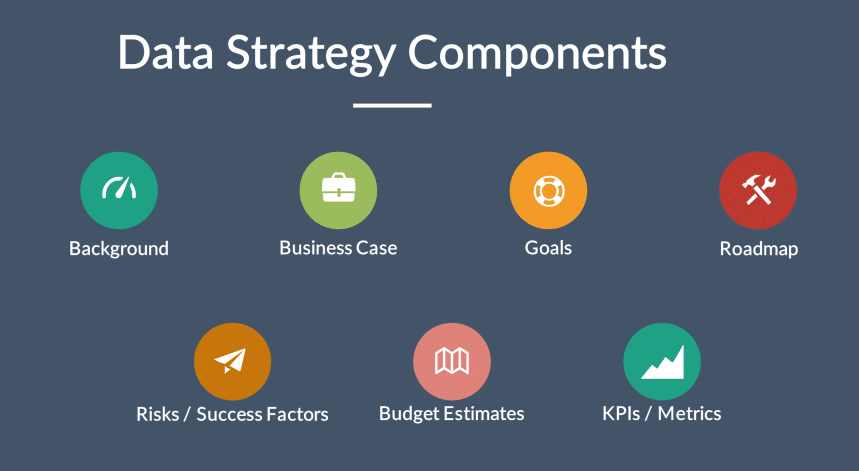 Data Strategy Components
Background
Business Case
Goals
Roadmap
Risks / Success Factors
Budget Estimates
KPIs / Metrics